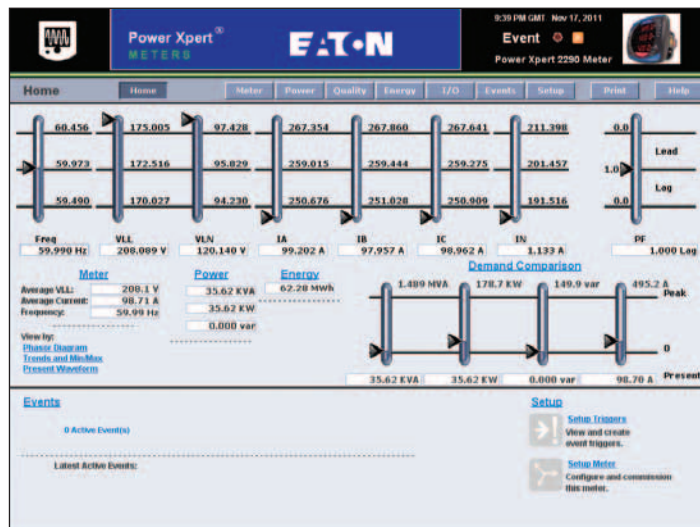 Power Xpert®
METERS
EATON
9:39 PM GMT Nov 17, 2011
Event
Power Xpert 2290 Meter
Home
Home
Meter
Power
Quality
Energy
I/O
Events
Setup
Print
Help
60.456
175.005
97.428
267.354
267.860
267.641
211.398
0.0
Lead
59.973
172.516
95.829
259.015
259.444
259.275
201.457
1.0
Lag
59.490
170.027
94.230
250.676
251.028
250.909
191.516
0.0
Freq
VLL
VLN
IA
IB
IC
IN
PF
59.990 Hz
208.089 V
120.140 V
99.202 A
97.957 A
98.962 A
1.133 A
1.000 Lag
Meter
Average VLL: 208.1 V
Average Current: 98.71 A
Frequency: 59.99 Hz
View by:
Phasor Diagram
Trends and Min/Max
Present Waveform
Power
35.62 KVA
35.62 KW
0.000 var
Energy
62.28 MWh
Demand Comparison
1.489 MVA
178.7 KW
149.9 var
495.2 A
Peak
0
35.62 KVA
35.62 KW
0.000 var
98.70 A
Present
Events
0 Active Event(s)
Latest Active Events:
Setup
Setup Triggers
View and create
event triggers.
Setup Meter
Configure and commission
this meter.